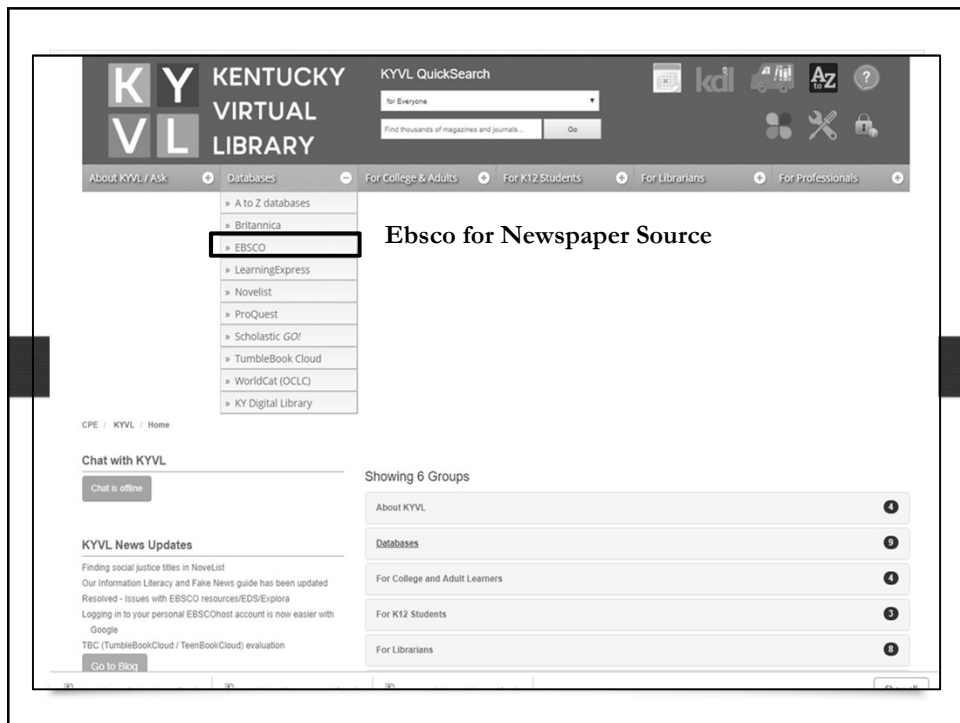 KY
VL
KENTUCKY
VIRTUAL
LIBRARY
KYVL QuickSearch
for Everyone
Find thousands of magazines and journals...
Go
kdl
A to Z
?
About KYVL / Ask
Databases
For College & Adults
For K12 Students
For Librarians
For Professionals
» A to Z databases
» Britannica
» EBSCO
» LearningExpress
» Novelist
» ProQuest
» Scholastic GO!
» TumbleBook Cloud
» WorldCat (OCLC)
» KY Digital Library
Ebsco for Newspaper Source
CPE / KYVL / Home
Chat with KYVL
Chat is offline
KYVL News Updates
Finding social justice titles in NoveList
Our Information Literacy and Fake News guide has been updated
Resolved - Issues with EBSCO resources/EDS/Explora
Logging in to your personal EBSCOhost account is now easier with
Google
TBC (TumbleBookCloud / TeenBookCloud) evaluation
Go to Blog
Showing 6 Groups
About KYVL 4
Databases 9
For College and Adult Learners 4
For K12 Students 3
For Librarians 8